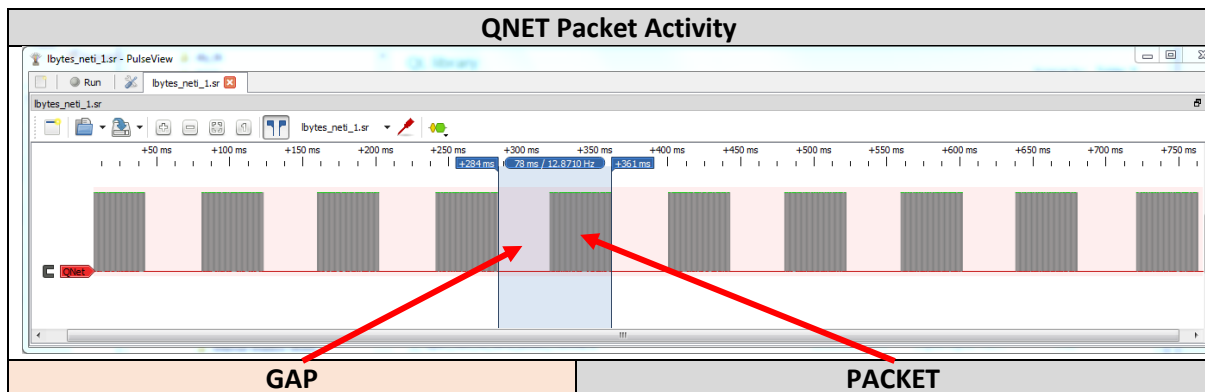 QNET Packet Activity
lbytes_neti_1.sr - PulseView
Run
lbytes_neti_1.sr
lbytes_neti_1.sr
lbytes_neti_1.sr
+50 ms +100 ms +150 ms +200 ms +250 ms +300 ms +350 ms +400 ms +450 ms +500 ms +550 ms +600 ms +650 ms +700 ms +750 ms
+284 ms 78 ms / 12.8710 Hz +361 ms
QNet
GAP PACKET